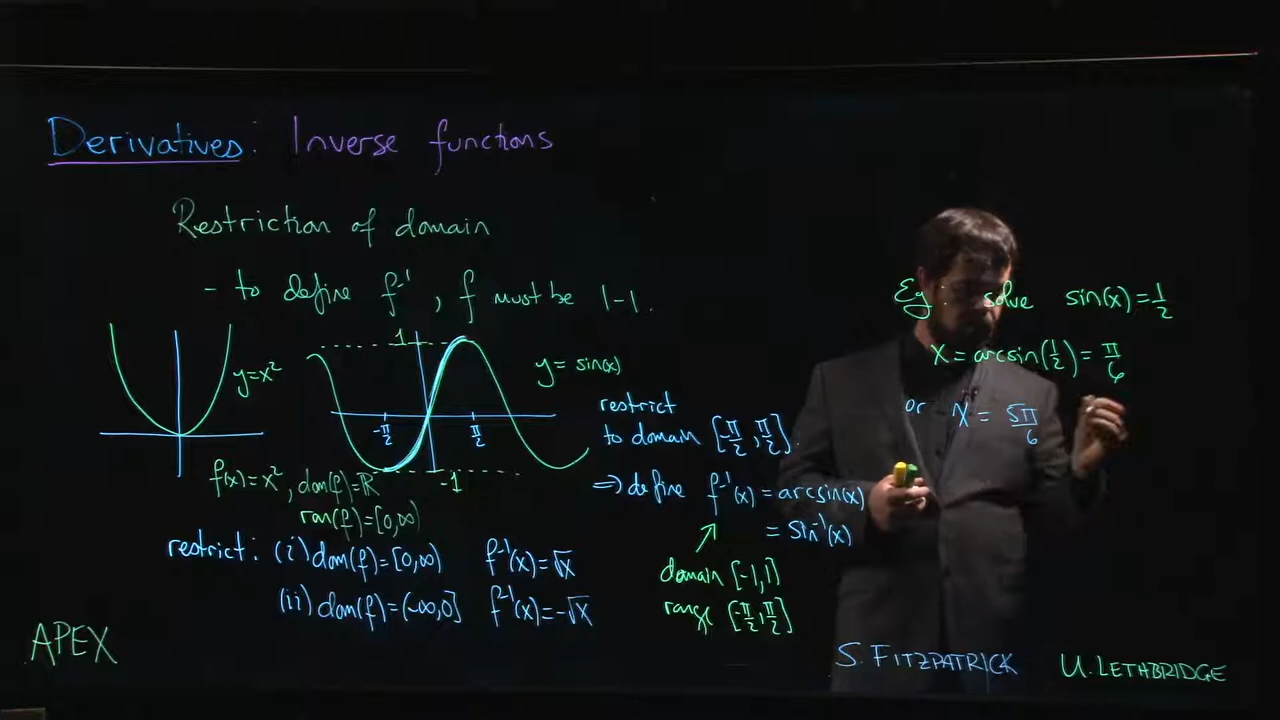 Derivatives: Inverse functions
Restriction of domain
- to define f⁻¹, f must be 1-1.
y=x²
1
-π/2
π/2
-1
y= sin(x)
f(x)=x², dom(f)=ℝ
ran(f)=[0,∞)
restrict: (i) dom(f)=[0,∞) f⁻¹(x)=√x
(ii) dom(f)=(-∞,0] f⁻¹(x)=-√x
restrict
to domain [-π/2, π/2].
⇒ define f⁻¹(x) = arcsin(x)
= sin⁻¹(x)
domain [-1,1]
range [-π/2, π/2]
Eg: solve sin(x)=1/2
x = arcsin(1/2) = π/6
or x = 5π/6
APEX
S. FITZPATRICK U. LETHBRIDGE